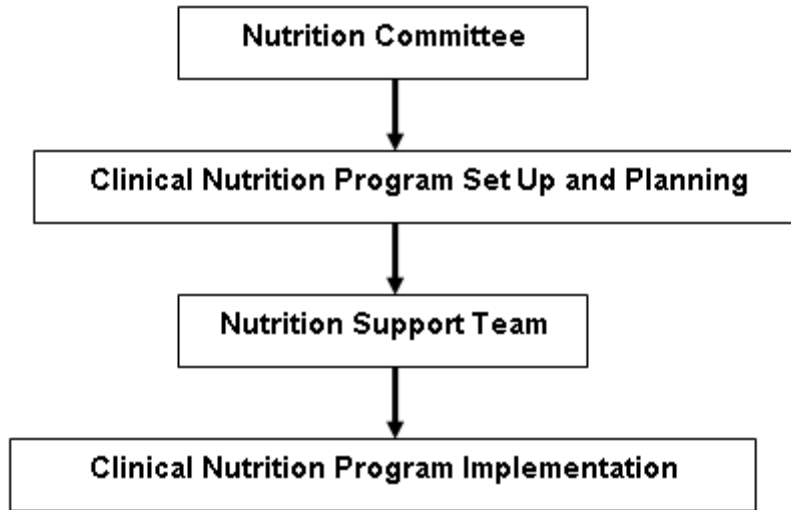 Nutrition Committee
Clinical Nutrition Program Set Up and Planning
Nutrition Support Team
Clinical Nutrition Program Implementation